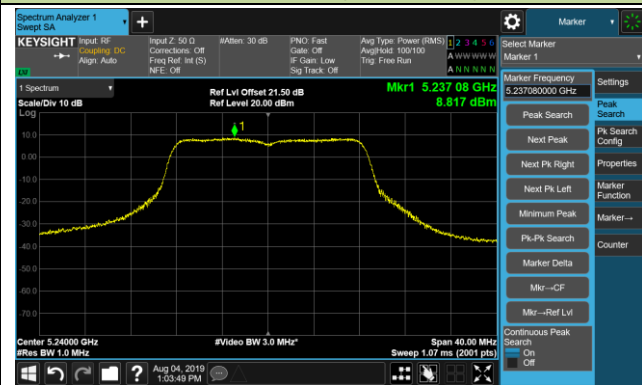 Spectrum Analyzer 1
Swept SA
+
Marker
KEYSIGHT
Input: RF
Coupling: DC
Align: Auto
Input Z: 50 Ω
Corrections: Off
Freq Ref: Int (S)
NFE: Off
#Atten: 30 dB
PNO: Fast
Gate: Off
IF Gain: Low
Sig Track: Off
Avg Type: Power (RMS)
Avg|Hold: 100/100
Trig: Free Run
1 2 3 4 5 6
A W W W W W
A N N N N N
LXI
Select Marker
Marker 1
1 Spectrum
Scale/Div 10 dB
Log
Ref Lvl Offset 21.50 dB
Ref Level 20.00 dBm
Mkr1 5.237 08 GHz
8.817 dBm
1
10.0
0.00
-10.0
-20.0
-30.0
-40.0
-50.0
-60.0
-70.0
Center 5.24000 GHz
#Res BW 1.0 MHz
#Video BW 3.0 MHz*
Span 40.00 MHz
Sweep 1.07 ms (2001 pts)
Marker Frequency
5.237080000 GHz
Peak Search
Next Peak
Next Pk Right
Next Pk Left
Minimum Peak
Pk-Pk Search
Marker Delta
Mkr→CF
Mkr→Ref Lvl
Continuous Peak
Search
On
Off
Settings
Peak
Search
Pk Search
Config
Properties
Marker
Function
Marker→
Counter
?
Aug 04, 2019
1:03:49 PM